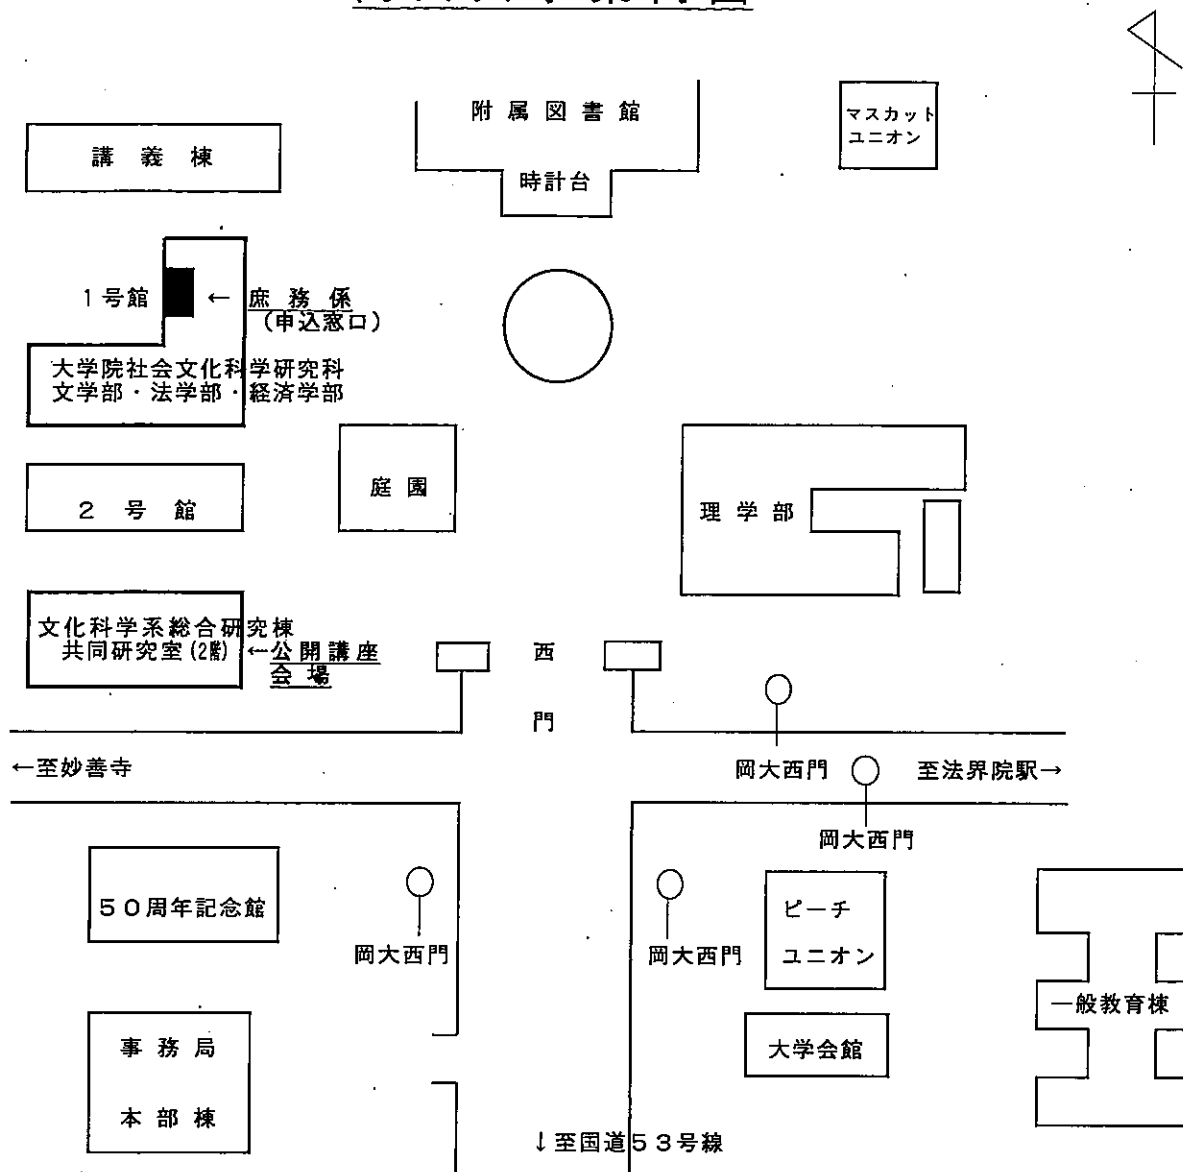 附属図書館
マスカット
ユニオン
講義棟
時計台
1号館
← 庶務係
(申込窓口)
大学院社会文化科学研究科
文学部・法学部・経済学部
庭園
2号館
理学部
文化科学系総合研究棟
共同研究室(2階) ←公開講座
会場
西
門
←至妙善寺
岡大西門
至法界院駅→
岡大西門
50周年記念館
ピーチ
ユニオン
岡大西門
岡大西門
一般教育棟
事務局
本部棟
大学会館
↓至国道53号線